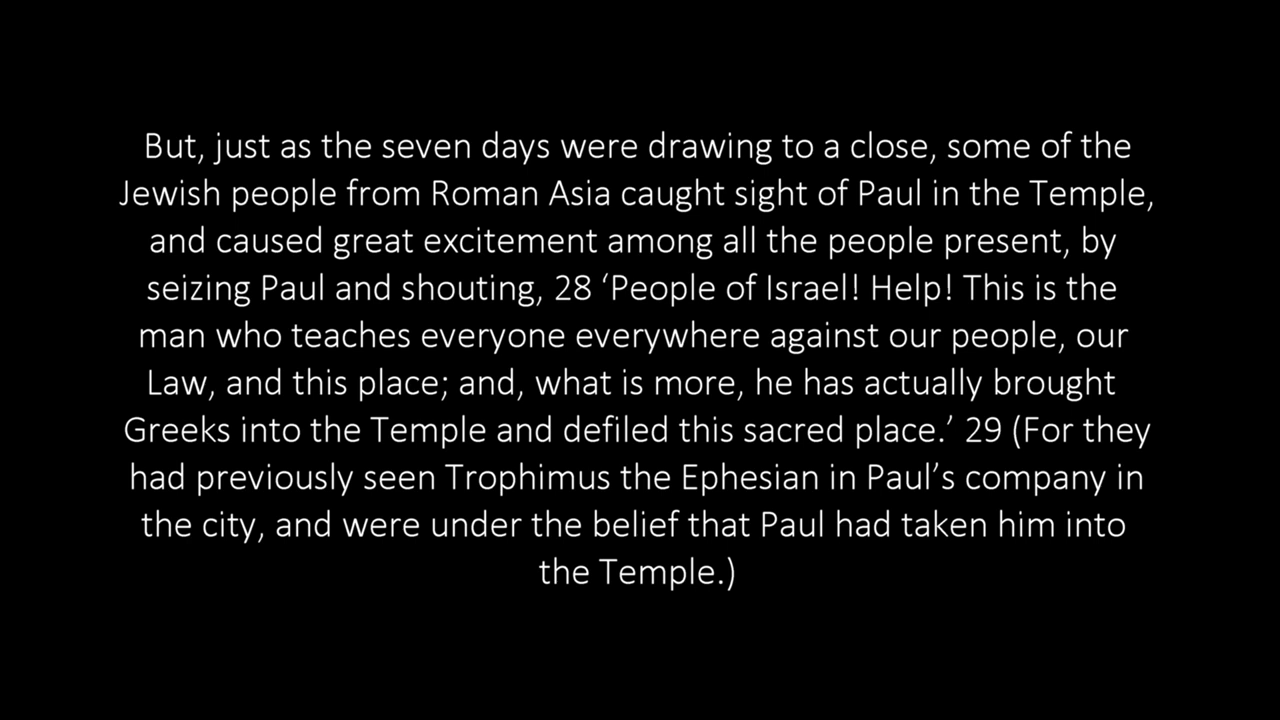 But, just as the seven days were drawing to a close, some of the
Jewish people from Roman Asia caught sight of Paul in the Temple,
and caused great excitement among all the people present, by
seizing Paul and shouting, 28 ‘People of Israel! Help! This is the
man who teaches everyone everywhere against our people, our
Law, and this place; and, what is more, he has actually brought
Greeks into the Temple and defiled this sacred place.’ 29 (For they
had previously seen Trophimus the Ephesian in Paul’s company in
the city, and were under the belief that Paul had taken him into
the Temple.)